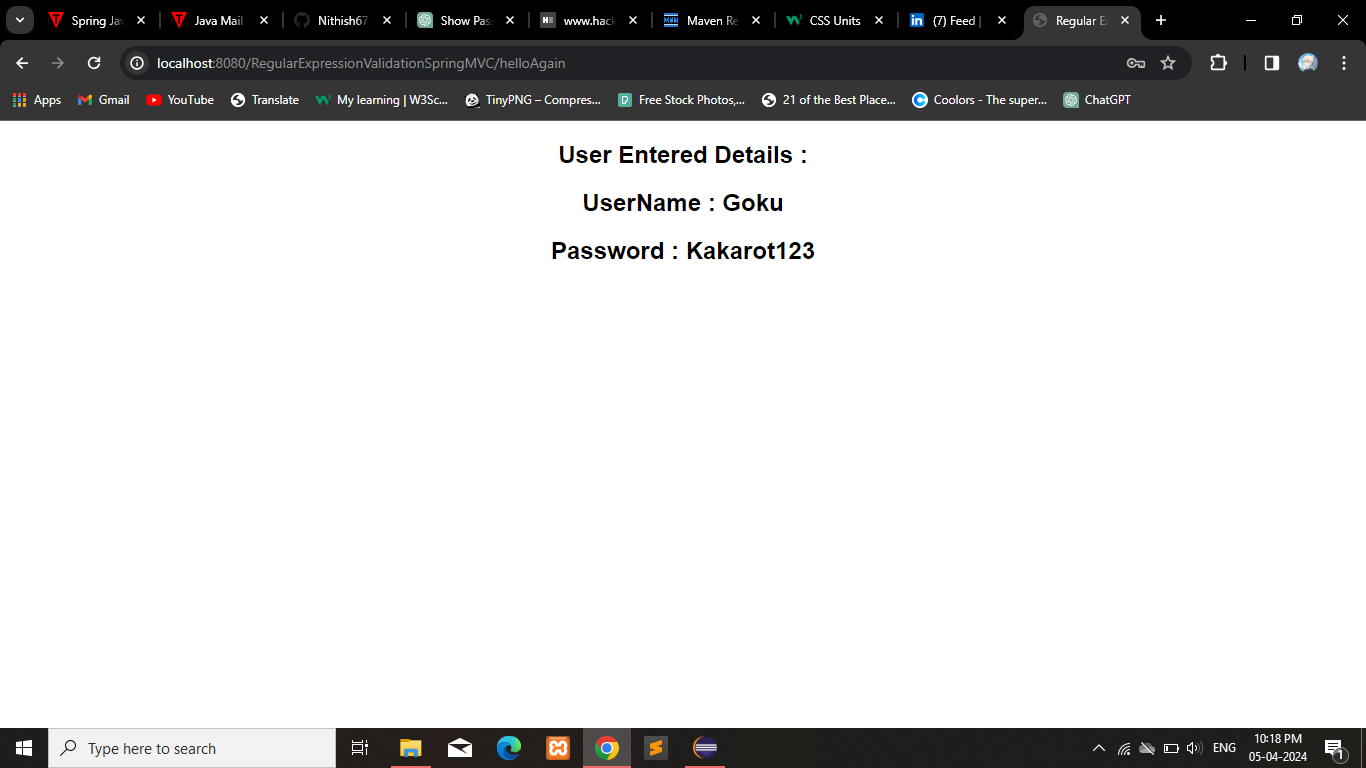 Spring Jav
Java Mail
Nithish67
Show Pas
www.hack
Maven Re
CSS Units
(7) Feed |
Regular E
localhost:8080/RegularExpressionValidationSpringMVC/helloAgain
Apps
Gmail
YouTube
Translate
My learning | W3Sc...
TinyPNG – Compres...
Free Stock Photos,...
21 of the Best Place...
Coolors - The super...
ChatGPT
User Entered Details :
UserName : Goku
Password : Kakarot123
Type here to search
ENG
10:18 PM
05-04-2024
1